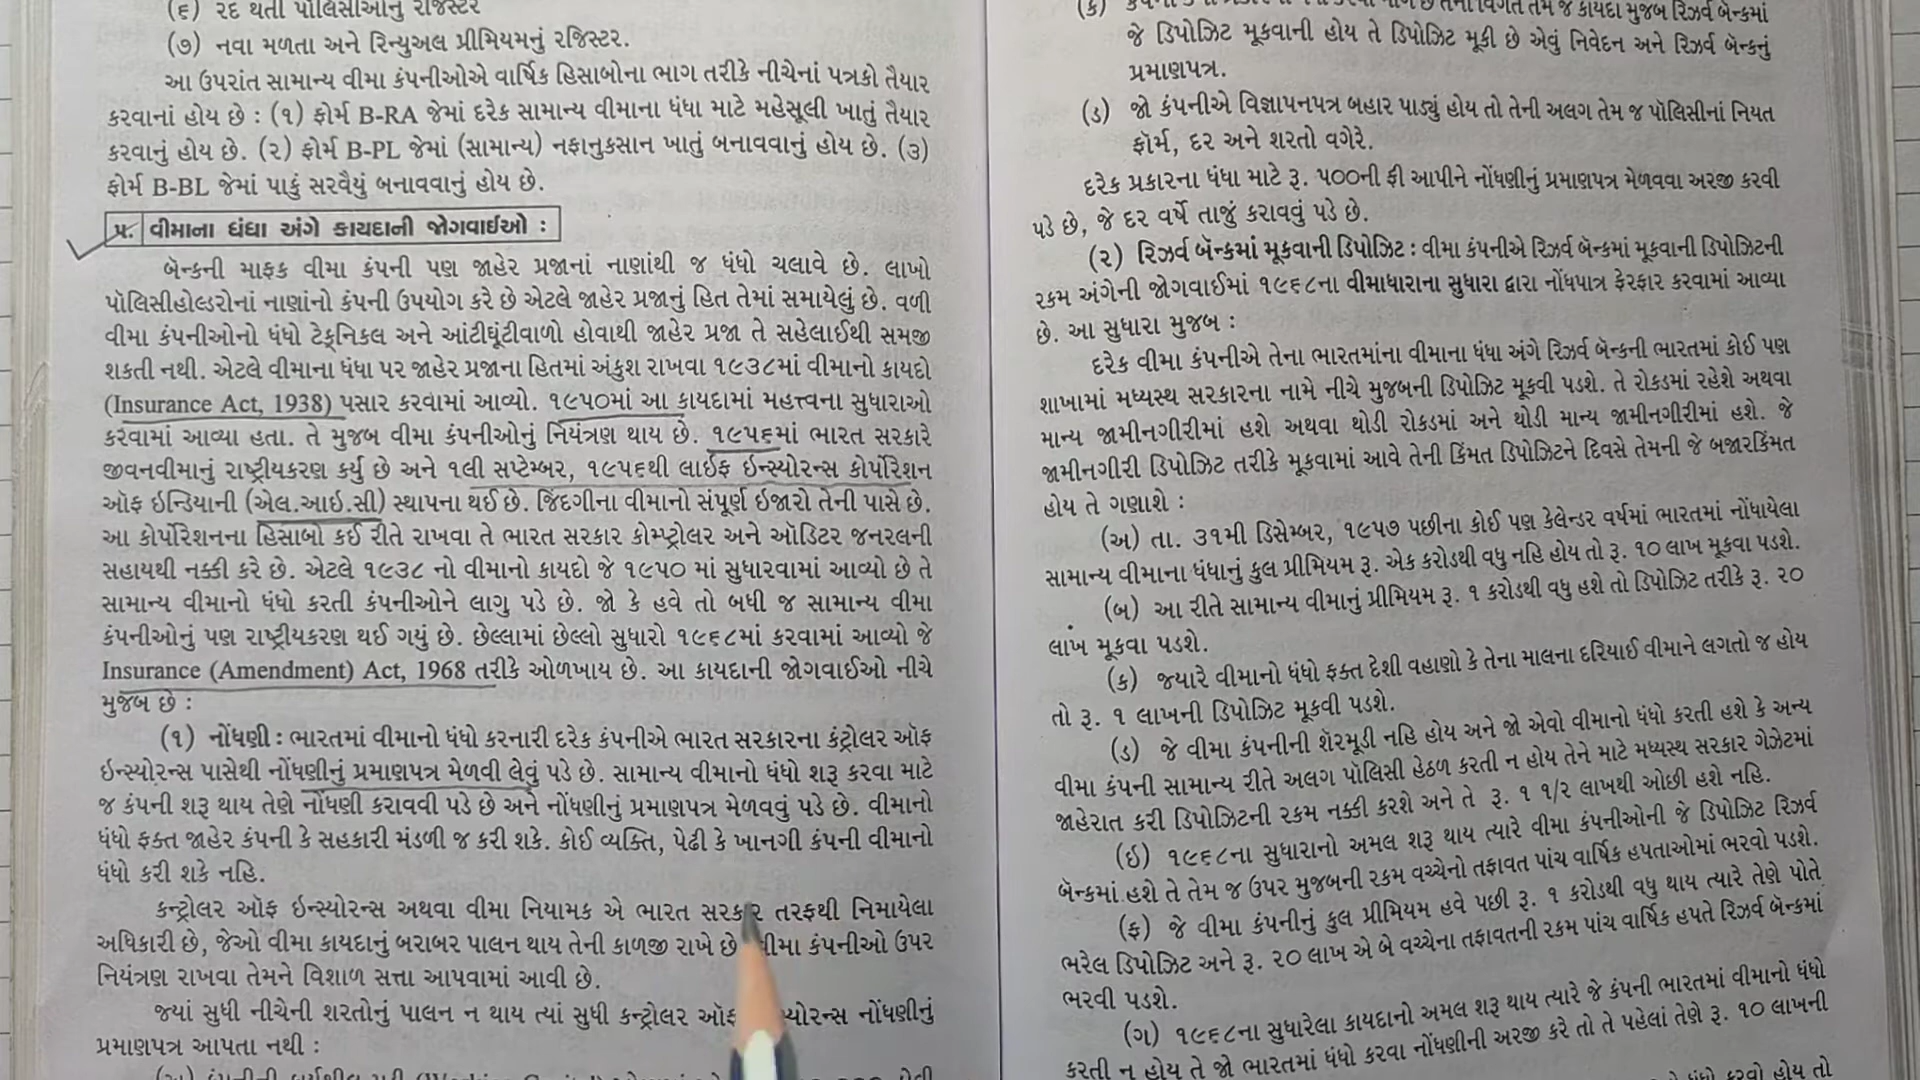 (૬) રદ થતી પૉલિસીઓનું રજિસ્ટર
(૭) નવા મળતા અને રિન્યુઅલ પ્રીમિયમનું રજિસ્ટર.
આ ઉપરાંત સામાન્ય વીમા કંપનીઓએ વાર્ષિક હિસાબોના ભાગ તરીકે નીચેનાં પત્રકો તૈયાર
કરવાનાં હોય છે : (૧) ફોર્મ B-RA જેમાં દરેક સામાન્ય વીમાના ધંધા માટે મહેસૂલી ખાતું તૈયાર
કરવાનું હોય છે. (૨) ફોર્મ B-PL જેમાં (સામાન્ય) નફાનુકસાન ખાતું બનાવવાનું હોય છે. (૩)
ફોર્મ B-BL જેમાં પાકું સરવૈયું બનાવવાનું હોય છે.
૫. વીમાના ધંધા અંગે કાયદાની જોગવાઈઓ :
બૅન્કની માફક વીમા કંપની પણ જાહેર પ્રજાનાં નાણાંથી જ ધંધો ચલાવે છે. લાખો
પૉલિસીહોલ્ડરોનાં નાણાંનો કંપની ઉપયોગ કરે છે એટલે જાહેર પ્રજાનું હિત તેમાં સમાયેલું છે. વળી
વીમા કંપનીઓનો ધંધો ટેક્નિકલ અને આંટીઘૂંટીવાળો હોવાથી જાહેર પ્રજા તે સહેલાઈથી સમજી
શકતી નથી. એટલે વીમાના ધંધા પર જાહેર પ્રજાના હિતમાં અંકુશ રાખવા ૧૯૩૮માં વીમાનો કાયદો
(Insurance Act, 1938) પસાર કરવામાં આવ્યો. ૧૯૫૦માં આ કાયદામાં મહત્ત્વના સુધારાઓ
કરવામાં આવ્યા હતા. તે મુજબ વીમા કંપનીઓનું નિયંત્રણ થાય છે. ૧૯૫૬માં ભારત સરકારે
જીવનવીમાનું રાષ્ટ્રીયકરણ કર્યુ છે અને ૧લી સપ્ટેમ્બર, ૧૯૫૬થી લાઈફ ઇન્સ્યોરન્સ કોર્પોરેશન
ઑફ ઇન્ડિયાની (એલ.આઇ.સી) સ્થાપના થઈ છે. જિંદગીના વીમાનો સંપૂર્ણ ઇજારો તેની પાસે છે.
આ કોર્પોરેશનના હિસાબો કઈ રીતે રાખવા તે ભારત સરકાર કોમ્પ્ટ્રોલર અને ઑડિટર જનરલની
સહાયથી નક્કી કરે છે. એટલે ૧૯૩૮ નો વીમાનો કાયદો જે ૧૯૫૦ માં સુધારવામાં આવ્યો છે તે
સામાન્ય વીમાનો ધંધો કરતી કંપનીઓને લાગુ પડે છે. જો કે હવે તો બધી જ સામાન્ય વીમા
કંપનીઓનું પણ રાષ્ટ્રીયકરણ થઈ ગયું છે. છેલ્લામાં છેલ્લો સુધારો ૧૯૬૮માં કરવામાં આવ્યો જે
Insurance (Amendment) Act, 1968 તરીકે ઓળખાય છે. આ કાયદાની જોગવાઈઓ નીચે
મુજબ છે :
(૧) નોંધણી : ભારતમાં વીમાનો ધંધો કરનારી દરેક કંપનીએ ભારત સરકારના કંટ્રોલર ઑફ
ઇન્સ્યોરન્સ પાસેથી નોંધણીનું પ્રમાણપત્ર મેળવી લેવું પડે છે. સામાન્ય વીમાનો ધંધો શરૂ કરવા માટે
જ કંપની શરૂ થાય તેણે નોંધણી કરાવવી પડે છે અને નોંધણીનું પ્રમાણપત્ર મેળવવું પડે છે. વીમાનો
ધંધો ફક્ત જાહેર કંપની કે સહકારી મંડળી જ કરી શકે. કોઈ વ્યક્તિ, પેઢી કે ખાનગી કંપની વીમાનો
ધંધો કરી શકે નહિ.
કન્ટ્રોલર ઑફ ઇન્સ્યોરન્સ અથવા વીમા નિયામક એ ભારત સરકાર તરફથી નિમાયેલા
અધિકારી છે, જેઓ વીમા કાયદાનું બરાબર પાલન થાય તેની કાળજી રાખે છે વીમા કંપનીઓ ઉપર
નિયંત્રણ રાખવા તેમને વિશાળ સત્તા આપવામાં આવી છે.
જ્યાં સુધી નીચેની શરતોનું પાલન ન થાય ત્યાં સુધી કન્ટ્રોલર ઑફ નોંધણીનું
પ્રમાણપત્ર આપતા નથી :
જે ડિપોઝિટ મૂકવાની હોય તે ડિપોઝિટ મૂકી છે એવું નિવેદન અને રિઝર્વ બૅન્કનું
પ્રમાણપત્ર.
(ડ) જો કંપનીએ વિજ્ઞાપનપત્ર બહાર પાડ્યું હોય તો તેની અલગ તેમ જ પૉલિસીનાં નિયત
ફૉર્મ, દર અને શરતો વગેરે.
દરેક પ્રકારના ધંધા માટે રૂ. ૫૦૦ની ફી આપીને નોંધણીનું પ્રમાણપત્ર મેળવવા અરજી કરવી
પડે છે, જે દર વર્ષે તાજું કરાવવું પડે છે.
(૨) રિઝર્વ બૅન્કમાં મૂકવાની ડિપોઝિટ : વીમા કંપનીએ રિઝર્વ બૅન્કમાં મૂકવાની ડિપોઝિટની
રકમ અંગેની જોગવાઈમાં ૧૯૬૮ના વીમાધારાના સુધારા દ્વારા નોંધપાત્ર ફેરફાર કરવામાં આવ્યા
છે. આ સુધારા મુજબ :
દરેક વીમા કંપનીએ તેના ભારતમાંના વીમાના ધંધા અંગે રિઝર્વ બૅન્કની ભારતમાં કોઈ પણ
શાખામાં મધ્યસ્થ સરકારના નામે નીચે મુજબની ડિપોઝિટ મૂકવી પડશે. તે રોકડમાં રહેશે અથવા
માન્ય જામીનગીરીમાં હશે અથવા થોડી રોકડમાં અને થોડી માન્ય જામીનગીરીમાં હશે. જે
જામીનગીરી ડિપોઝિટ તરીકે મૂકવામાં આવે તેની કિંમત ડિપોઝિટને દિવસે તેમની જે બજારકિંમત
હોય તે ગણાશે :
(અ) તા. ૩૧મી ડિસેમ્બર, ૧૯૫૭ પછીના કોઈ પણ કેલેન્ડર વર્ષમાં ભારતમાં નોંધાયેલા
સામાન્ય વીમાના ધંધાનું કુલ પ્રીમિયમ રૂ. એક કરોડથી વધુ નહિ હોય તો રૂ. ૧૦ લાખ મૂકવા પડશે.
(બ) આ રીતે સામાન્ય વીમાનું પ્રીમિયમ રૂ. ૧ કરોડથી વધુ હશે તો ડિપોઝિટ તરીકે રૂ. ૨૦
લાખ મૂકવા પડશે.
(ક) જ્યારે વીમાનો ધંધો ફક્ત દેશી વહાણો કે તેના માલના દરિયાઈ વીમાને લગતો જ હોય
તો રૂ. ૧ લાખની ડિપોઝિટ મૂકવી પડશે.
(ડ) જે વીમા કંપનીની શૅરમૂડી નહિ હોય અને જો એવો વીમાનો ધંધો કરતી હશે કે અન્ય
વીમા કંપની સામાન્ય રીતે અલગ પૉલિસી હેઠળ કરતી ન હોય તેને માટે મધ્યસ્થ સરકાર ગેઝેટમાં
જાહેરાત કરી ડિપોઝિટની રકમ નક્કી કરશે અને તે રૂ. ૧ ૧/૨ લાખથી ઓછી હશે નહિ.
(ઇ) ૧૯૬૮ના સુધારાનો અમલ શરૂ થાય ત્યારે વીમા કંપનીઓની જે ડિપોઝિટ રિઝર્વ
બૅન્કમાં હશે તે તેમ જ ઉપર મુજબની રકમ વચ્ચેનો તફાવત પાંચ વાર્ષિક હપતાઓમાં ભરવો પડશે.
(ફ) જે વીમા કંપનીનું કુલ પ્રીમિયમ હવે પછી રૂ. ૧ કરોડથી વધુ થાય ત્યારે તેણે પોતે
ભરેલ ડિપોઝિટ અને રૂ. ૨૦ લાખ એ બે વચ્ચેના તફાવતની રકમ પાંચ વાર્ષિક હપતે રિઝર્વ બૅન્કમાં
ભરવી પડશે.
(ગ) ૧૯૬૮ના સુધારેલા કાયદાનો અમલ શરૂ થાય ત્યારે જે કંપની ભારતમાં વીમાનો ધંધો
કરતી ન હોય તે જો ભારતમાં ધંધો કરવા નોંધણીની અરજી કરે તો તે પહેલાં તેણે રૂ. ૧૦ લાખની